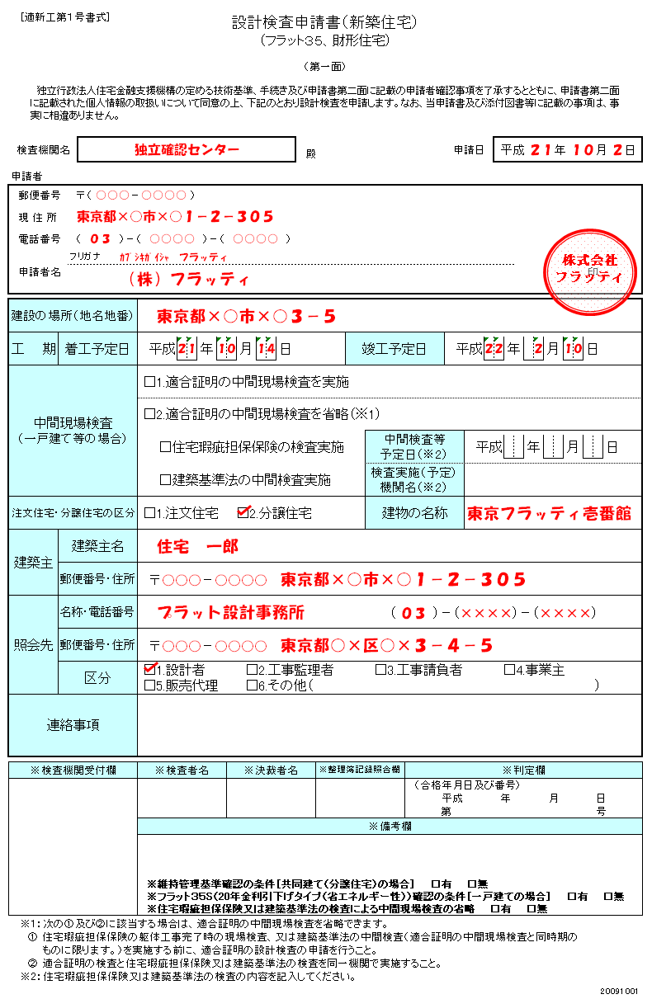 [適新工第1号書式]
設計検査申請書(新築住宅)
(フラット35、財形住宅)
(第一面)
独立行政法人住宅金融支援機構の定める技術基準、手続き及び申請書第二面に記載の申請者確認事項を了承するとともに、申請書第二面
に記載された個人情報の取扱いについて同意の上、下記のとおり設計検査を申請します。なお、当申請書及び添付図書等に記載の事項は、事
実に相違ありません。
検査機関名 独立確認センター 殿 申請日 平成 21年 10月 2日
申請者
郵便番号 〒(○○○-○○○○)
現住所 東京都×○市×○1-2-305
電話番号 (03)-(○○○○)-(○○○○)
フリガナ カブシキガイシャ フラッティ
申請者名 (株)フラッティ
株式会社
フラッティ
印
建設の場所(地名地番) 東京都×○市×○3-5
工期 着工予定日 平成21年10月14日 竣工予定日 平成22年 2月10日
中間現場検査
(一戸建て等の場合)
□1.適合証明の中間現場検査を実施
□2.適合証明の中間現場検査を省略(※1)
□住宅瑕疵担保保険の検査実施
中間検査等
予定日(※2) 平成 年 月 日
□建築基準法の中間検査実施
検査実施(予定)
機関名(※2)
注文住宅・分譲住宅の区分 □1.注文住宅 ☑2.分譲住宅 建物の名称 東京フラッティ壱番館
建築主 建築主名 住宅 一郎
郵便番号・住所 〒○○○-○○○○ 東京都×○市×○1-2-305
照会先 名称・電話番号 フラット設計事務所 (03)-(××××)-(××××)
郵便番号・住所 〒○○○-○○○○ 東京都○×区○×3-4-5
区分 ☑1.設計者 □2.工事監理者 □3.工事請負者 □4.事業主
□5.販売代理 □6.その他( )
連絡事項
※検査機関受付欄 ※検査者名 ※決裁者名 ※整理簿記録照合欄 ※判定欄
(合格年月日及び番号)
平成 年 月 日
第 号
※備考欄
※維持管理基準確認の条件[共同建て(分譲住宅)の場合] □有 □無
※フラット35S(20年金利引下げタイプ(省エネルギー性))確認の条件[一戸建ての場合] □有 □無
※住宅瑕疵担保保険又は建築基準法の検査による中間現場検査の省略 □有 □無
※1：次の①及び②に該当する場合は、適合証明の中間現場検査を省略できます。
① 住宅瑕疵担保保険の躯体工事完了時の現場検査、又は建築基準法の中間検査(適合証明の中間現場検査と同時期の
ものに限ります。)を実施する前に、適合証明の設計検査の申請を行うこと。
② 適合証明の検査と住宅瑕疵担保保険又は建築基準法の検査を同一機関で実施すること。
※2：住宅瑕疵担保保険又は建築基準法の検査の内容を記入してください。
20091001